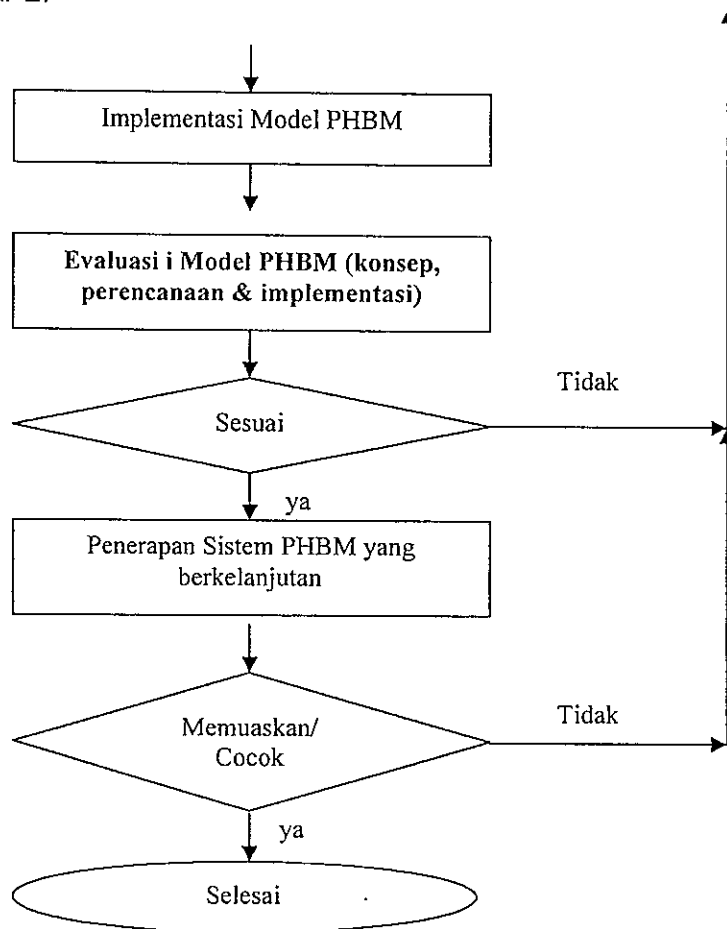 Implementasi Model PHBM
Evaluasi i Model PHBM (konsep,
perencanaan & implementasi)
Tidak
Sesuai
ya
Penerapan Sistem PHBM yang
berkelanjutan
Tidak
Memuaskan/
Cocok
ya
Selesai